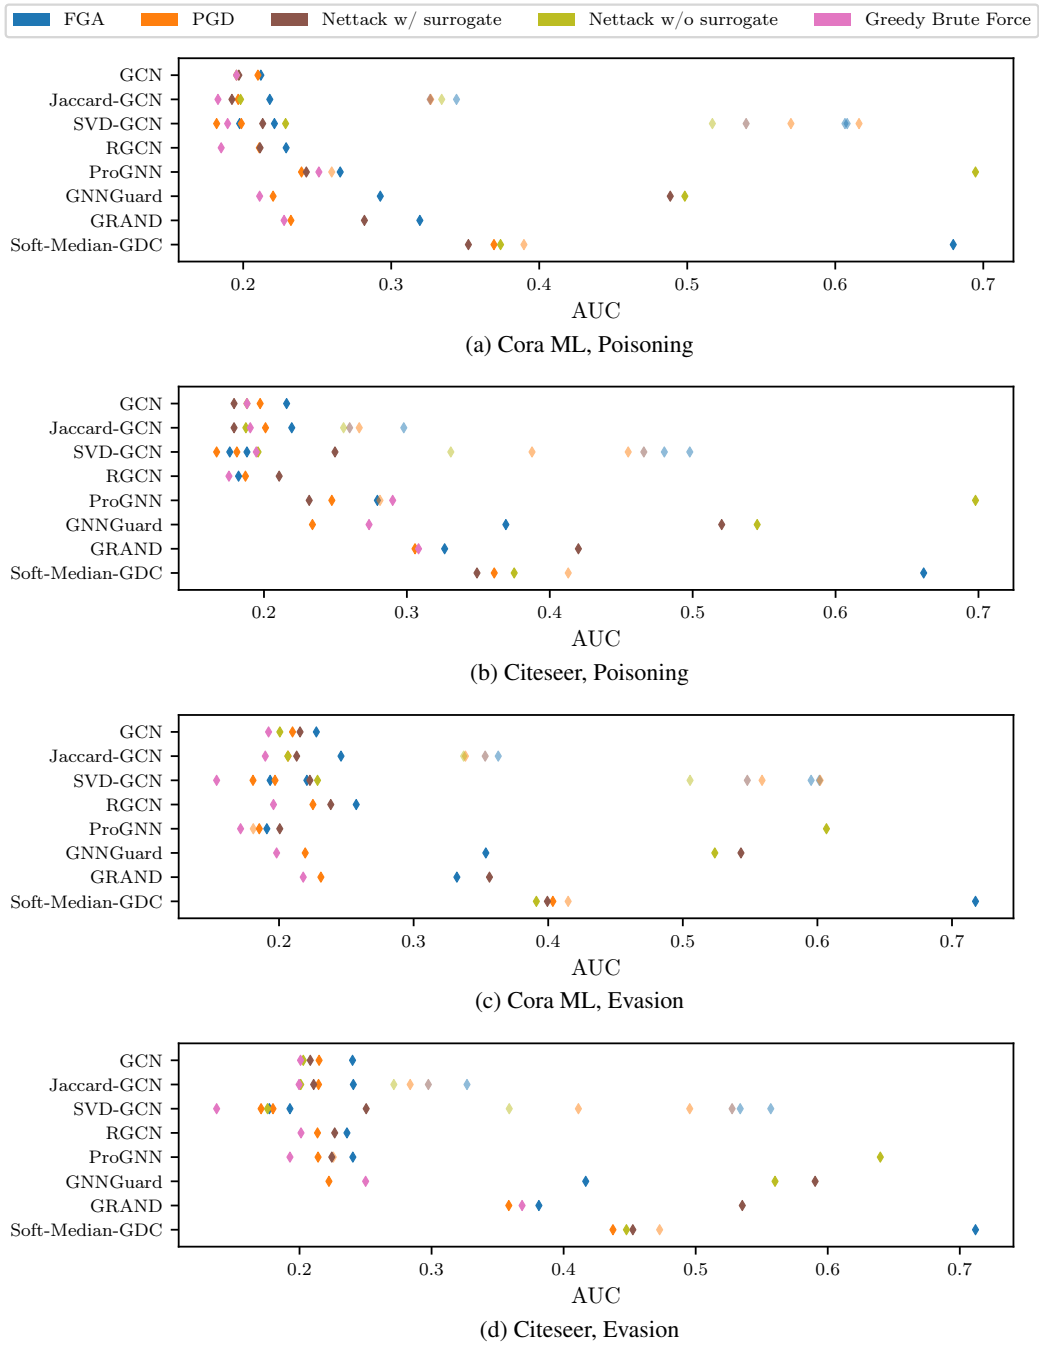 FGA PGD Nettack w/ surrogate Nettack w/o surrogate Greedy Brute Force
GCN
Jaccard-GCN
SVD-GCN
RGCN
ProGNN
GNNGuard
GRAND
Soft-Median-GDC
0.2 0.3 0.4 0.5 0.6 0.7
AUC
(a) Cora ML, Poisoning
GCN
Jaccard-GCN
SVD-GCN
RGCN
ProGNN
GNNGuard
GRAND
Soft-Median-GDC
0.2 0.3 0.4 0.5 0.6 0.7
AUC
(b) Citeseer, Poisoning
GCN
Jaccard-GCN
SVD-GCN
RGCN
ProGNN
GNNGuard
GRAND
Soft-Median-GDC
0.2 0.3 0.4 0.5 0.6 0.7
AUC
(c) Cora ML, Evasion
GCN
Jaccard-GCN
SVD-GCN
RGCN
ProGNN
GNNGuard
GRAND
Soft-Median-GDC
0.2 0.3 0.4 0.5 0.6 0.7
AUC
(d) Citeseer, Evasion